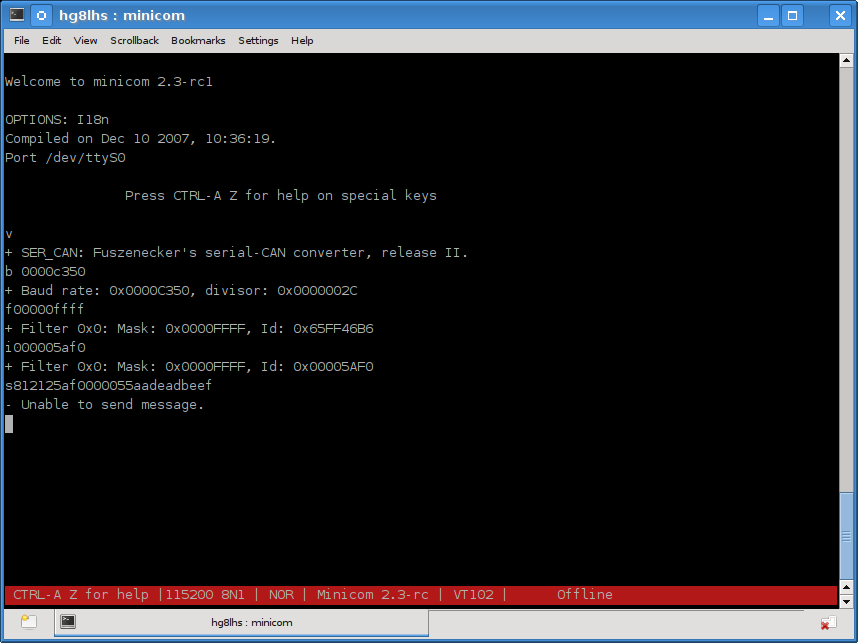 hg8lhs : minicom
File Edit View Scrollback Bookmarks Settings Help
Welcome to minicom 2.3-rc1
OPTIONS: I18n
Compiled on Dec 10 2007, 10:36:19.
Port /dev/ttyS0
Press CTRL-A Z for help on special keys
v
+ SER_CAN: Fuszenecker's serial-CAN converter, release II.
b 0000c350
+ Baud rate: 0x0000C350, divisor: 0x0000002C
f00000ffff
+ Filter 0x0: Mask: 0x0000FFFF, Id: 0x65FF46B6
i000005af0
+ Filter 0x0: Mask: 0x0000FFFF, Id: 0x00005AF0
s812125af0000055aadeadbeef
- Unable to send message.
CTRL-A Z for help |115200 8N1 | NOR | Minicom 2.3-rc | VT102 | Offline
hg8lhs : minicom